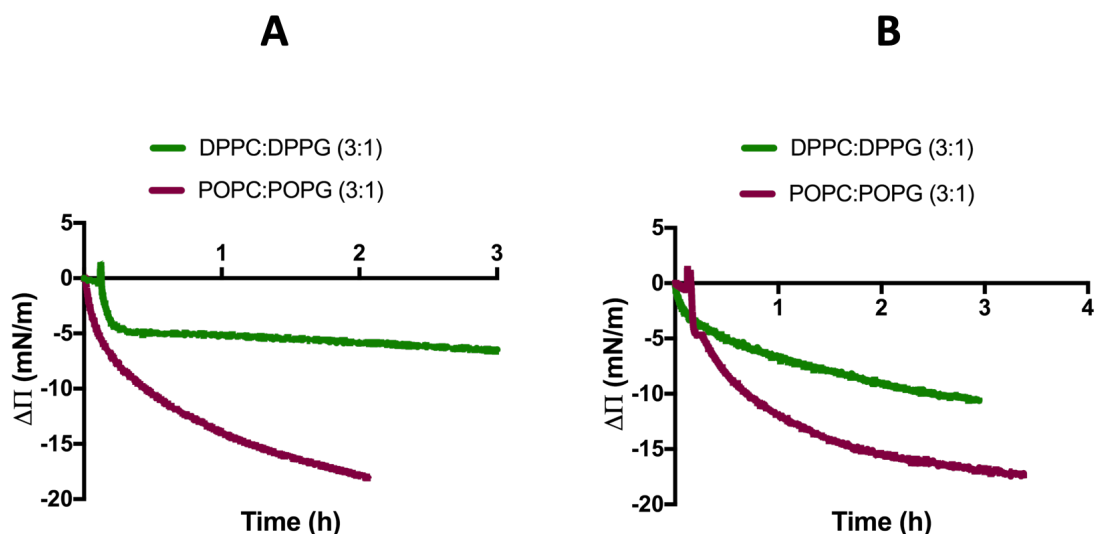 A
DPPC:DPPG (3:1)
POPC:POPG (3:1)
5
0
-5
-10
-15
-20
1 2 3
ΔΠ (mN/m)
Time (h)
B
DPPC:DPPG (3:1)
POPC:POPG (3:1)
5
0
-5
-10
-15
-20
1 2 3 4
ΔΠ (mN/m)
Time (h)